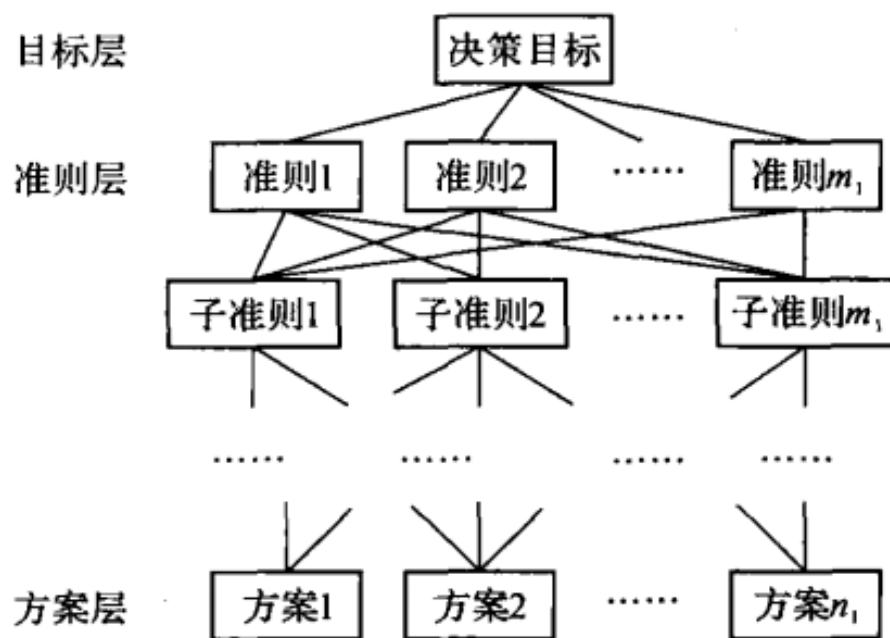 目标层 决策目标
准则层 准则1 准则2 …… 准则m₁
子准则1 子准则2 …… 子准则m₁
…… …… …… ……
方案层 方案1 方案2 …… 方案n₁